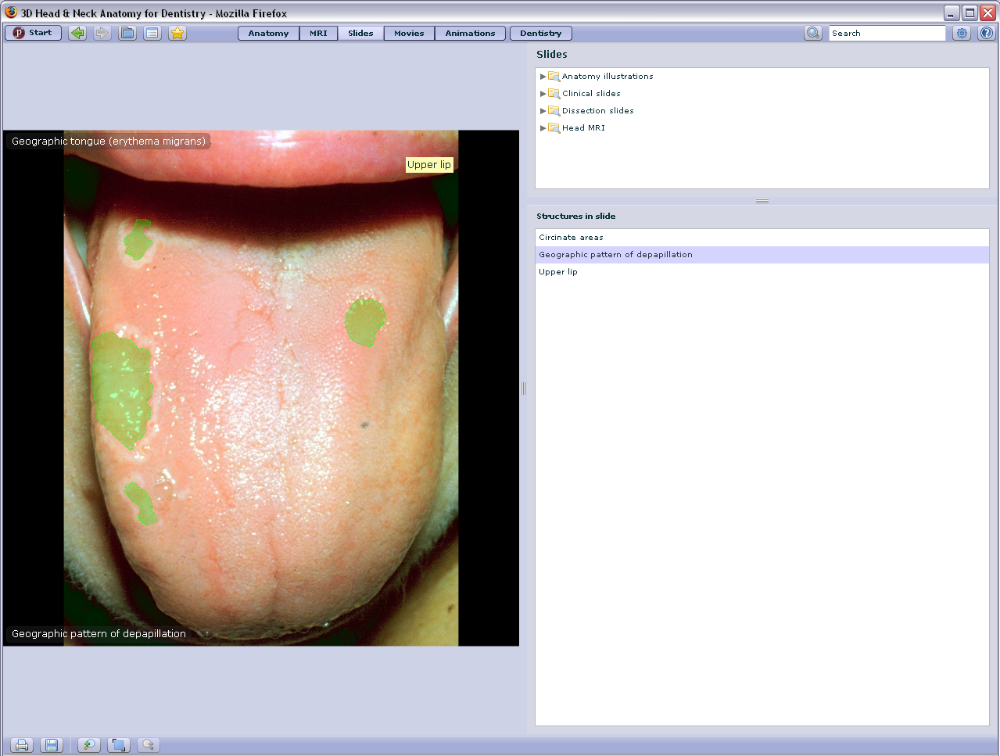 3D Head & Neck Anatomy for Dentistry - Mozilla Firefox
Start
Anatomy
MRI
Slides
Movies
Animations
Dentistry
Search
Slides
Anatomy illustrations
Clinical slides
Dissection slides
Head MRI
Geographic tongue (erythema migrans)
Upper lip
Structures in slide
Circinate areas
Geographic pattern of depapillation
Upper lip
Geographic pattern of depapillation